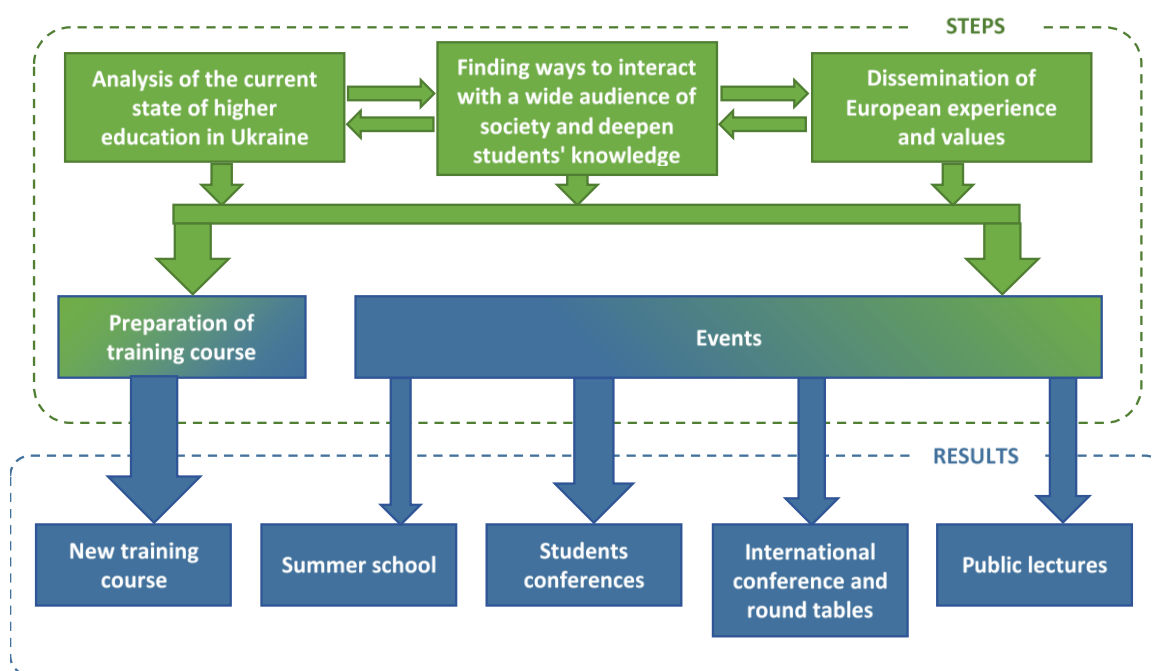 STEPS
Analysis of the current
state of higher
education in Ukraine
Finding ways to interact
with a wide audience of
society and deepen
students' knowledge
Dissemination of
European experience
and values
Preparation of
training course
Events
RESULTS
New training
course
Summer school
Students
conferences
International
conference and
round tables
Public lectures